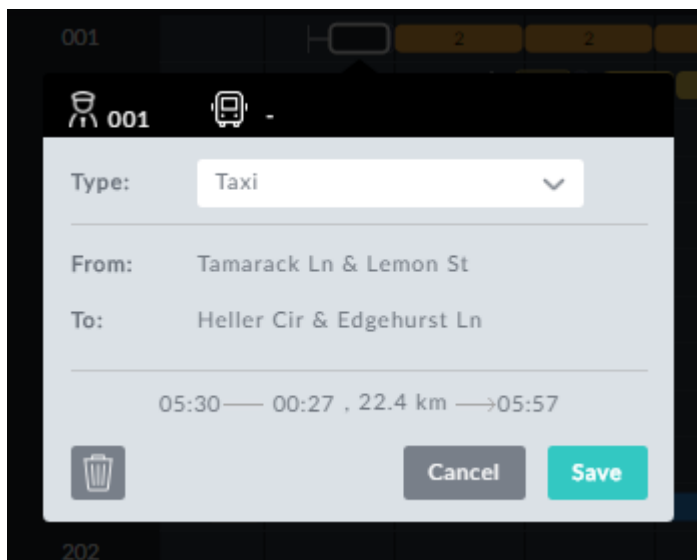 001
2 2
001 -
Type: Taxi
From: Tamarack Ln & Lemon St
To: Heller Cir & Edgehurst Ln
05:30 00:27 , 22.4 km 05:57
Cancel Save
202